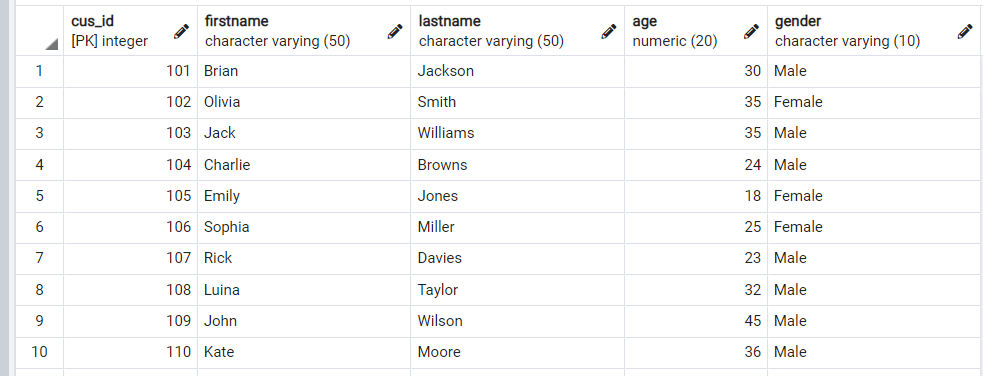 cus_id firstname lastname age gender
[PK] integer character varying (50) character varying (50) numeric (20) character varying (10)
1 101 Brian Jackson 30 Male
2 102 Olivia Smith 35 Female
3 103 Jack Williams 35 Male
4 104 Charlie Browns 24 Male
5 105 Emily Jones 18 Female
6 106 Sophia Miller 25 Female
7 107 Rick Davies 23 Male
8 108 Luina Taylor 32 Male
9 109 John Wilson 45 Male
10 110 Kate Moore 36 Male